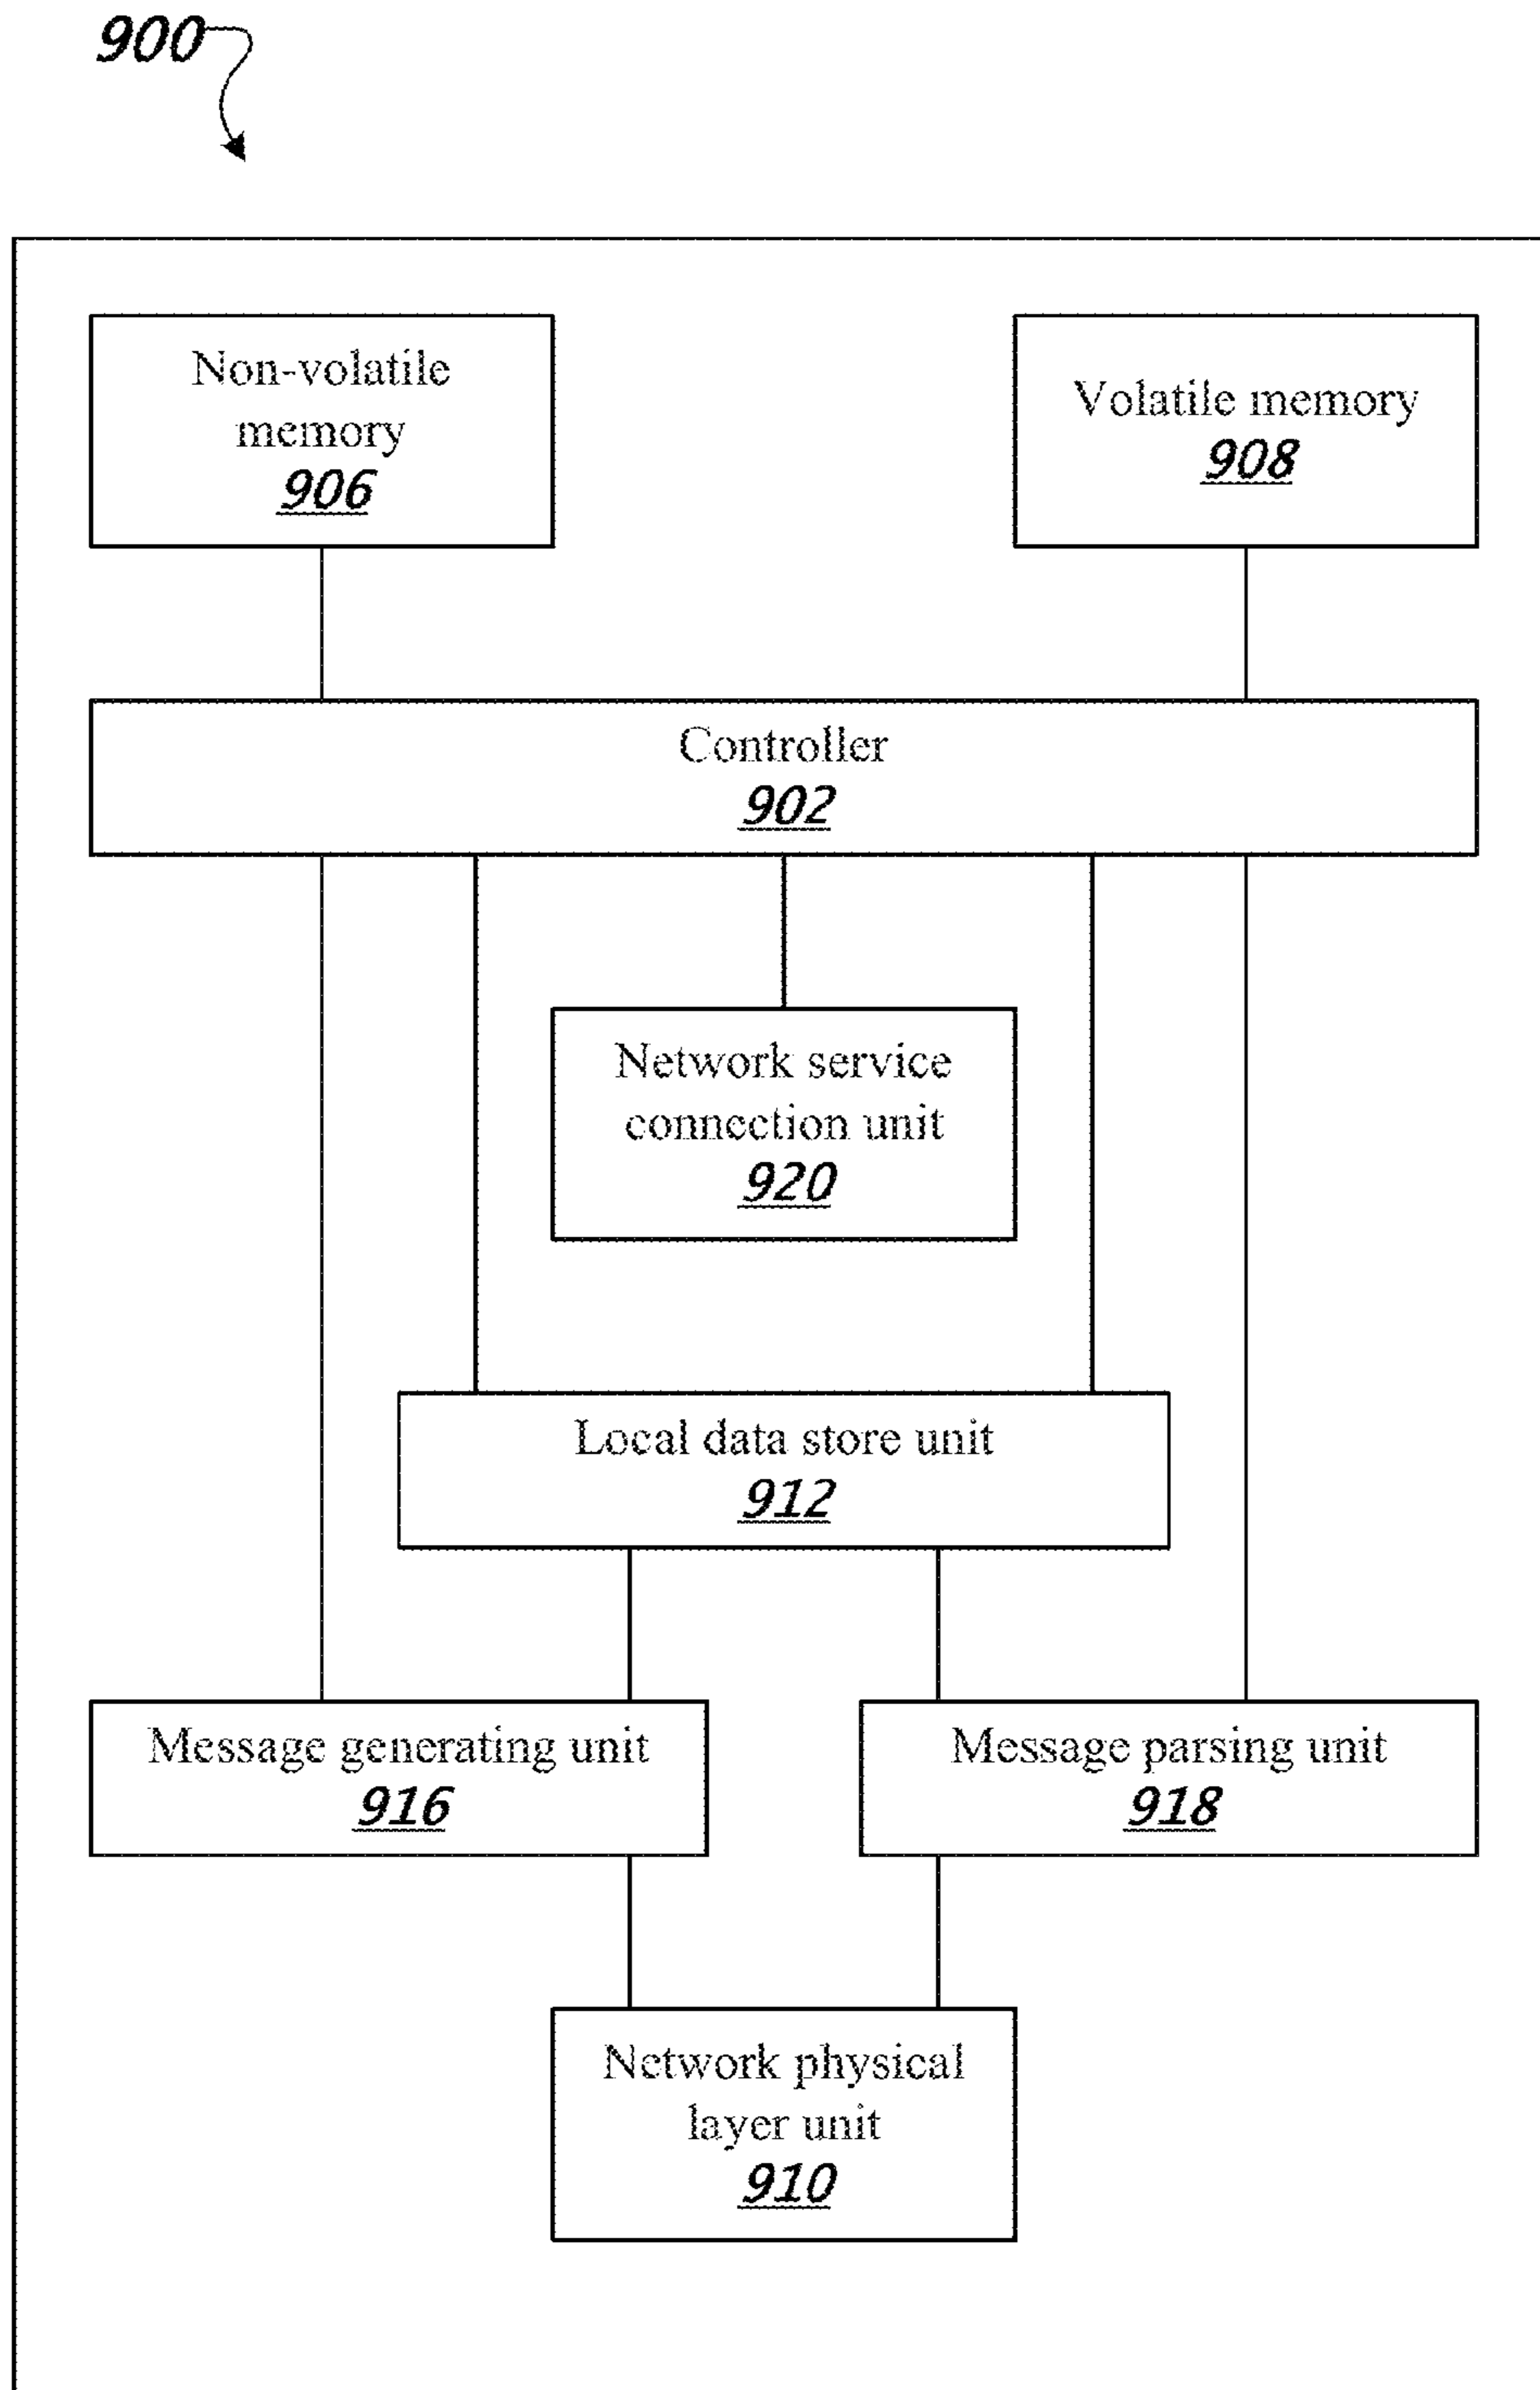 900
Non-volatile
memory
906
Volatile memory
908
Controller
902
Network service
connection unit
920
Local data store unit
912
Message generating unit
916
Message parsing unit
918
Network physical
layer unit
910